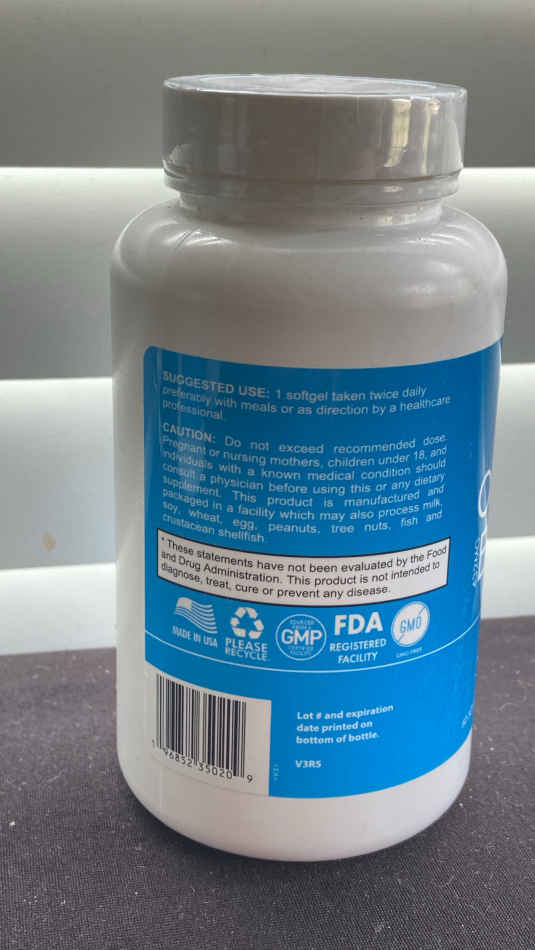 SUGGESTED USE: 1 softgel taken twice daily
preferably with meals or as direction by a healthcare
professional.
CAUTION: Do not exceed recommended dose.
Pregnant or nursing mothers, children under 18, and
individuals with a known medical condition should
consult a physician before using this or any dietary
supplement. This product is manufactured and
packaged in a facility which may also process milk,
soy, wheat, egg, peanuts, tree nuts, fish and
crustacean shellfish.
* These statements have not been evaluated by the Food
and Drug Administration. This product is not intended to
diagnose, treat, cure or prevent any disease.
MADE IN USA
PLEASE
RECYCLE
GMP
FDA
REGISTERED
FACILITY
GMO
Lot # and expiration
date printed on
bottom of bottle.
V3R5
1 96852 35020 9